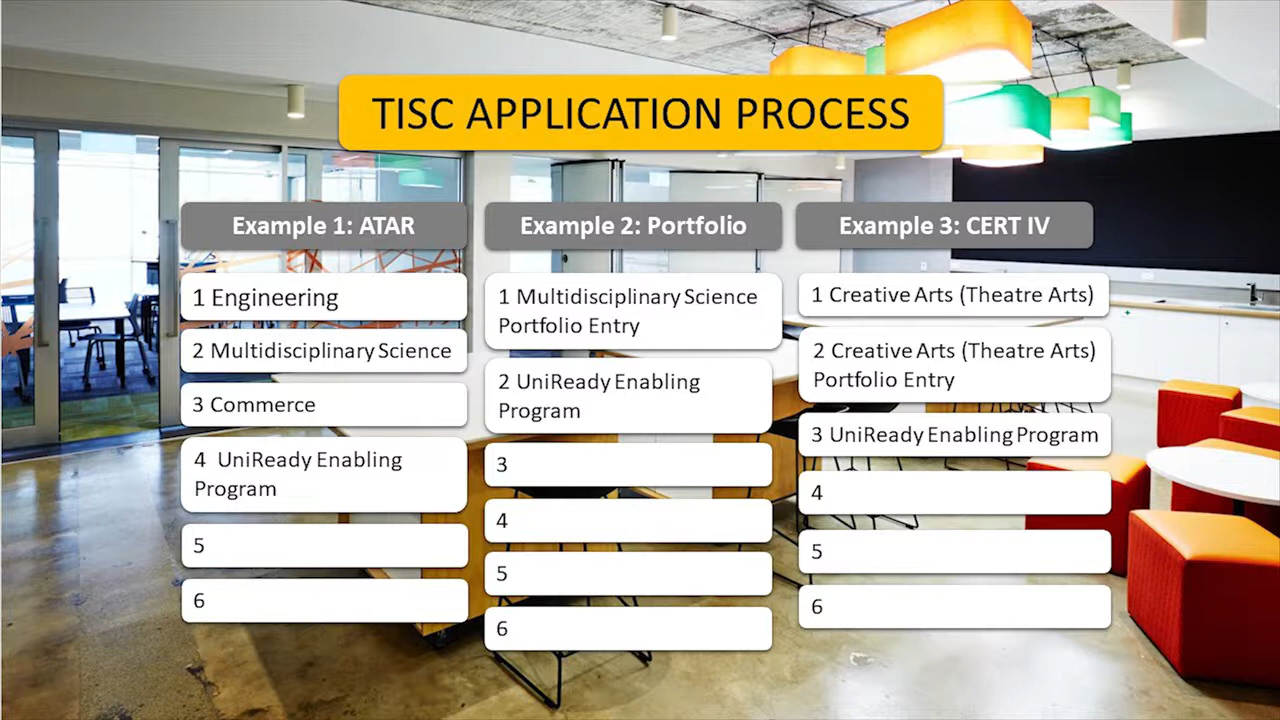 TISC APPLICATION PROCESS
Example 1: ATAR
1 Engineering
2 Multidisciplinary Science
3 Commerce
4 UniReady Enabling
Program
5
6
Example 2: Portfolio
1 Multidisciplinary Science
Portfolio Entry
2 UniReady Enabling
Program
3
4
5
6
Example 3: CERT IV
1 Creative Arts (Theatre Arts)
2 Creative Arts (Theatre Arts)
Portfolio Entry
3 UniReady Enabling Program
4
5
6